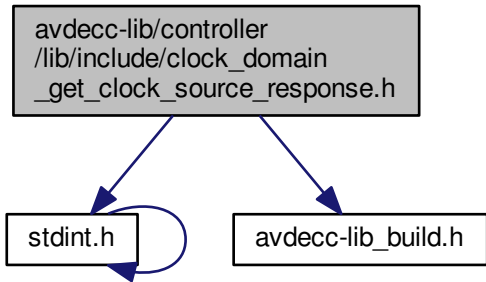 avdecc-lib/controller
/lib/include/clock_domain
_get_clock_source_response.h
stdint.h
avdecc-lib_build.h